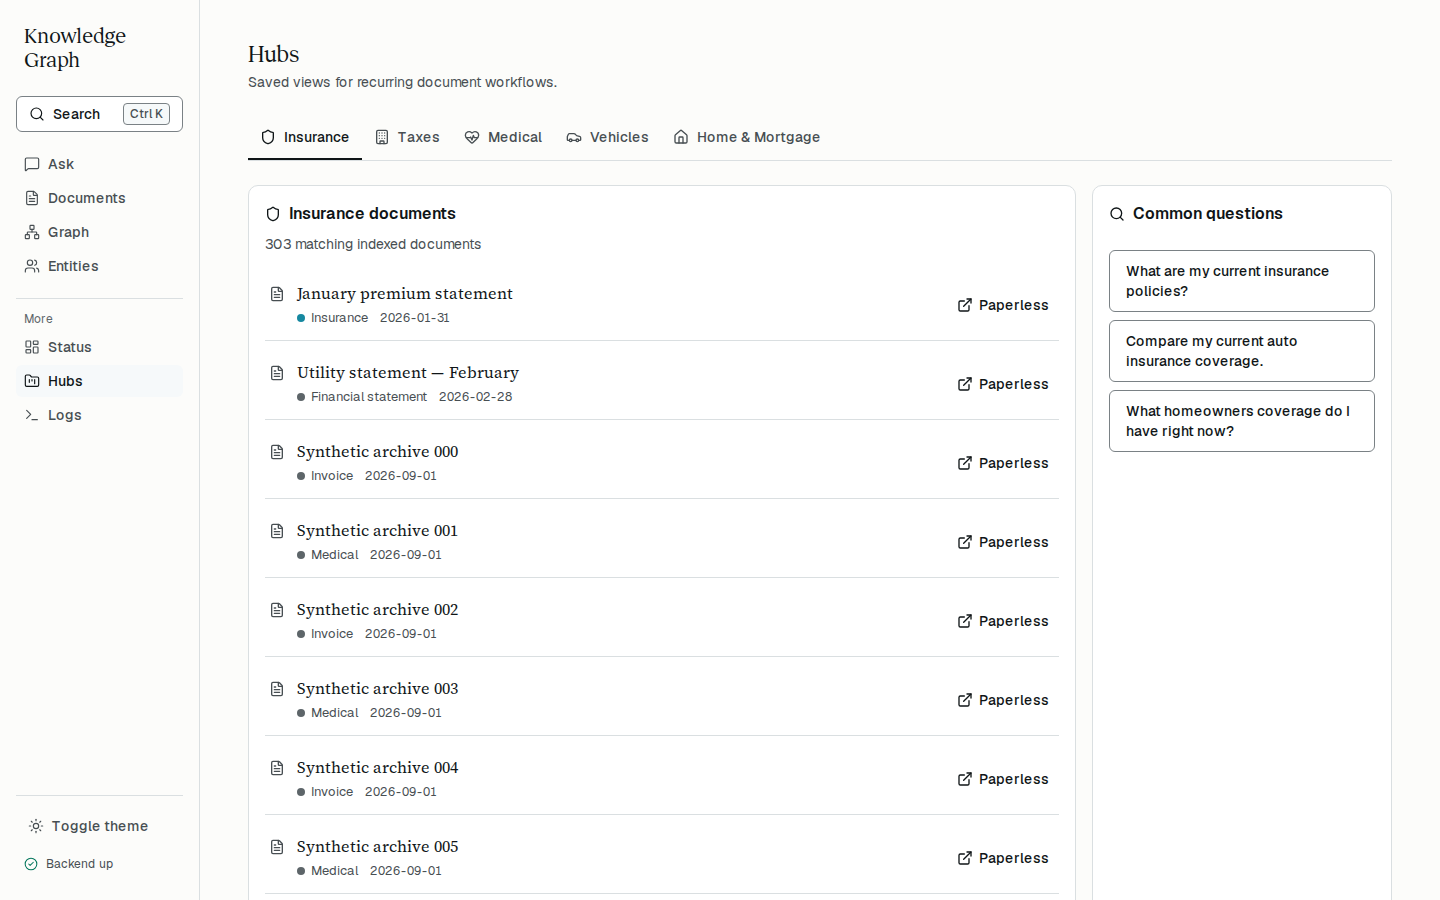 Knowledge
Graph
Search Ctrl K
Ask
Documents
Graph
Entities
More
Status
Hubs
Logs
Toggle theme
Backend up
Hubs
Saved views for recurring document workflows.
Insurance Taxes Medical Vehicles Home & Mortgage
Insurance documents
303 matching indexed documents
January premium statement
Insurance 2026-01-31
Paperless
Utility statement — February
Financial statement 2026-02-28
Paperless
Synthetic archive 000
Invoice 2026-09-01
Paperless
Synthetic archive 001
Medical 2026-09-01
Paperless
Synthetic archive 002
Invoice 2026-09-01
Paperless
Synthetic archive 003
Medical 2026-09-01
Paperless
Synthetic archive 004
Invoice 2026-09-01
Paperless
Synthetic archive 005
Medical 2026-09-01
Paperless
Common questions
What are my current insurance
policies?
Compare my current auto
insurance coverage.
What homeowners coverage do I
have right now?